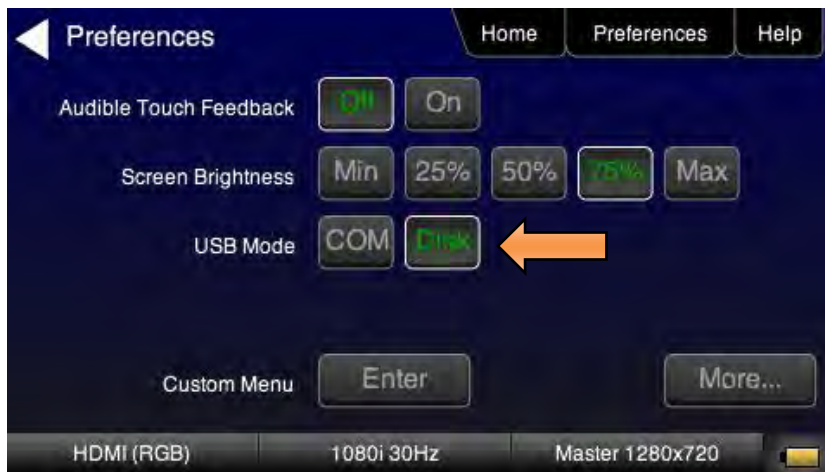 Preferences Home Preferences Help
Audible Touch Feedback Off On
Screen Brightness Min 25% 50% 75% Max
USB Mode COM Disk
Custom Menu Enter More...
HDMI (RGB) 1080i 30Hz Master 1280x720